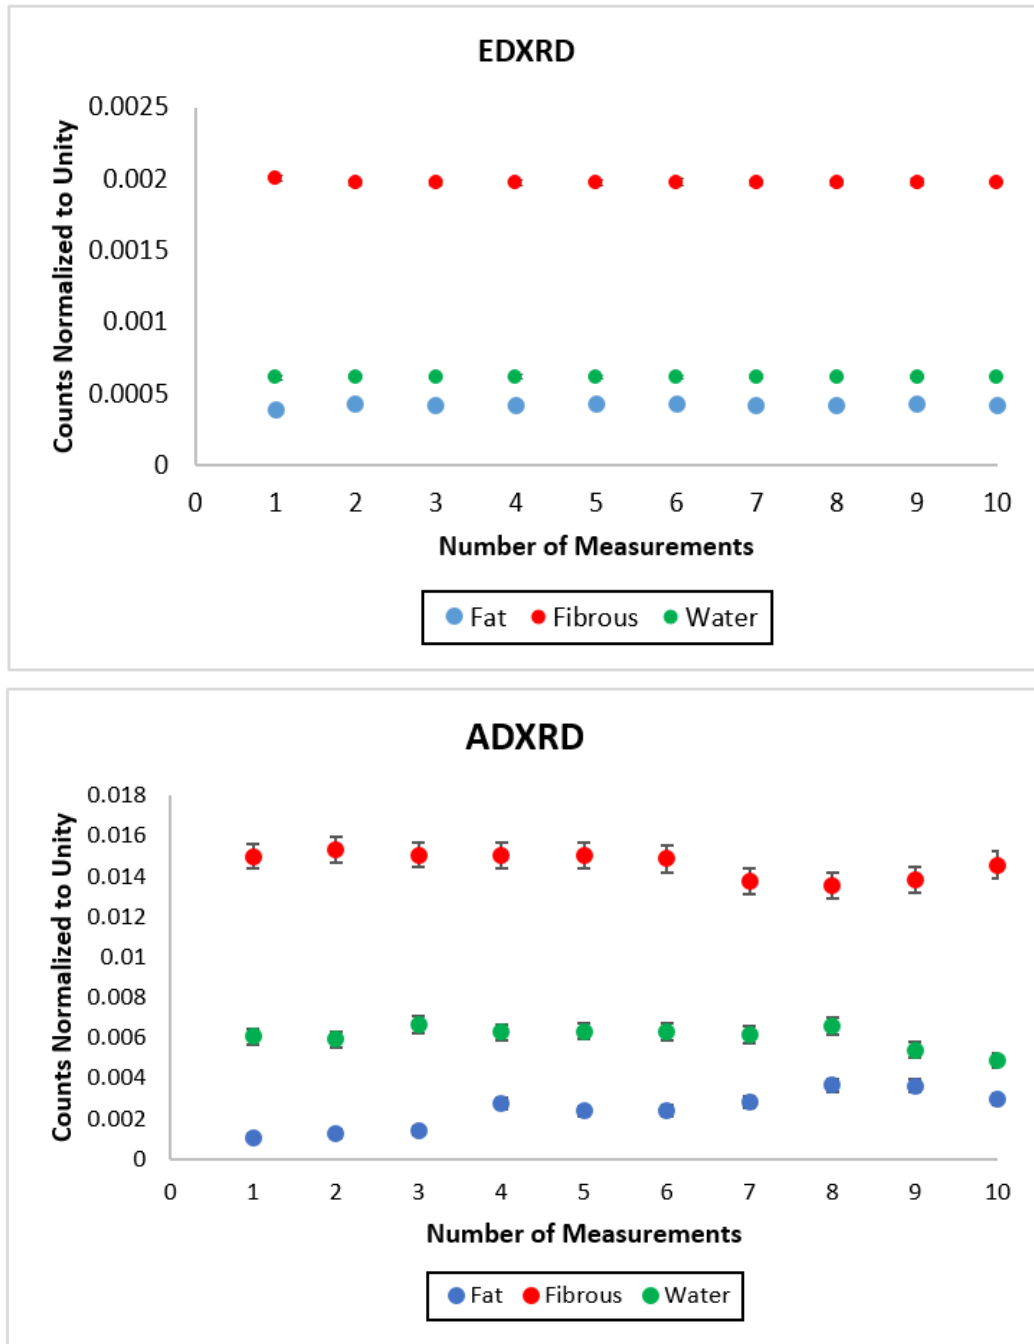 EDXRD
Counts Normalized to Unity
0.0025
0.002
0.0015
0.001
0.0005
0
0 1 2 3 4 5 6 7 8 9 10
Number of Measurements
Fat Fibrous Water
ADXRD
Counts Normalized to Unity
0.018
0.016
0.014
0.012
0.01
0.008
0.006
0.004
0.002
0
0 1 2 3 4 5 6 7 8 9 10
Number of Measurements
Fat Fibrous Water